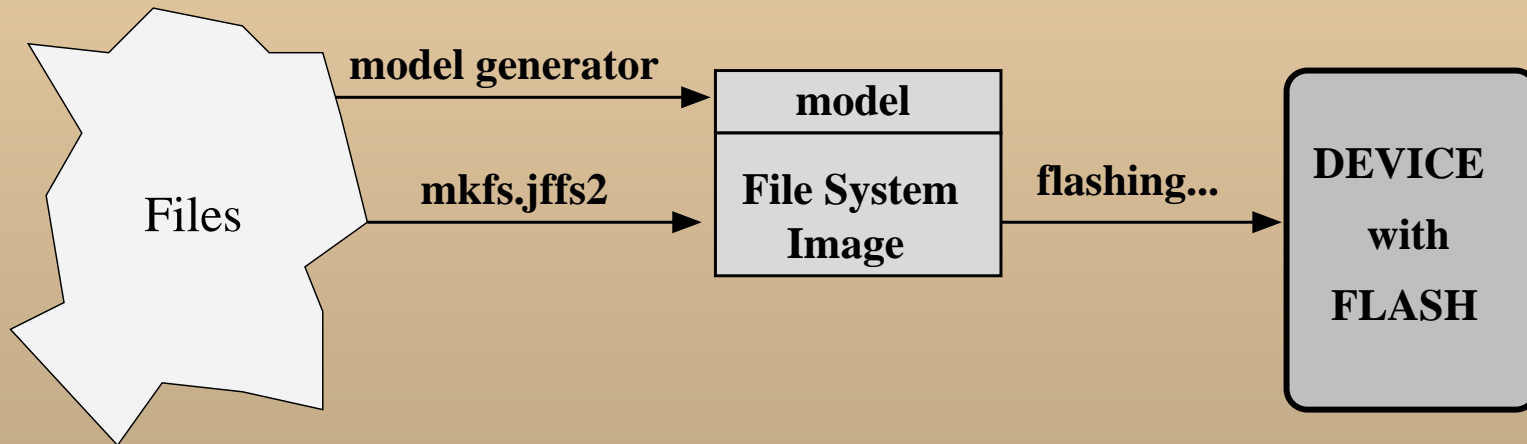 Files
model generator
mkfs.jffs2
model
File System
Image
flashing...
DEVICE
with
FLASH